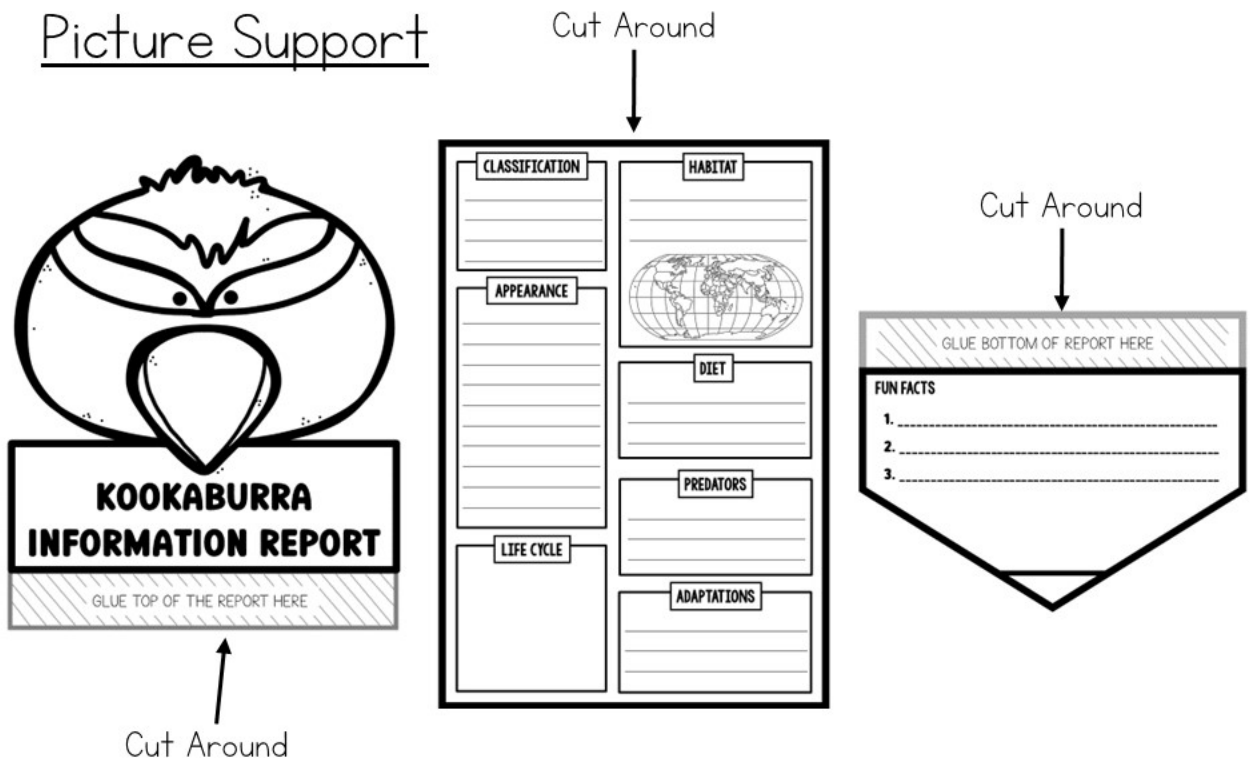 Picture Support
Cut Around
KOOKABURRA
INFORMATION REPORT
GLUE TOP OF THE REPORT HERE
Cut Around
CLASSIFICATION
HABITAT
APPEARANCE
DIET
PREDATORS
LIFE CYCLE
ADAPTATIONS
Cut Around
GLUE BOTTOM OF REPORT HERE
FUN FACTS
1.
2.
3.